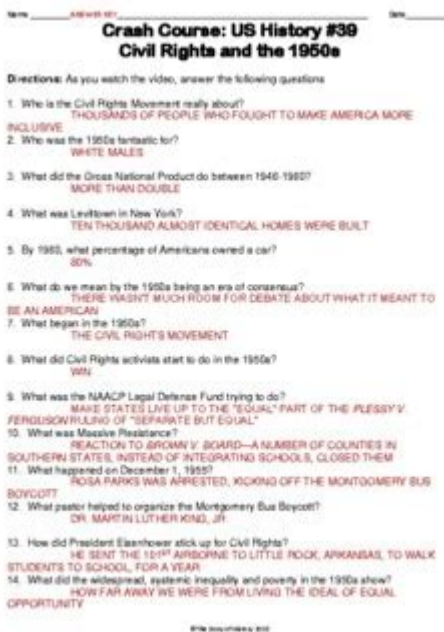 Name ANSWER KEY Date
Crash Course: US History #39
Civil Rights and the 1950s
Directions: As you watch the video, answer the following questions
1. Who is the Civil Rights Movement really about?
THOUSANDS OF PEOPLE WHO FOUGHT TO MAKE AMERICA MORE
INCLUSIVE
2. Who was the 1950s fantastic for?
WHITE MALES
3. What did the Gross National Product do between 1946-1960?
MORE THAN DOUBLE
4. What was Levittown in New York?
TEN THOUSAND ALMOST IDENTICAL HOMES WERE BUILT
5. By 1960, what percentage of Americans owned a car?
80%
6. What do we mean by the 1950s being an era of consensus?
THERE WASN'T MUCH ROOM FOR DEBATE ABOUT WHAT IT MEANT TO
BE AN AMERICAN
7. What began in the 1950s?
THE CIVIL RIGHTS MOVEMENT
8. What did Civil Rights activists start to do in the 1950s?
WIN
9. What was the NAACP Legal Defense Fund trying to do?
MAKE STATES LIVE UP TO THE "EQUAL" PART OF THE PLESSY V.
FERGUSON RULING OF "SEPARATE BUT EQUAL"
10. What was Massive Resistance?
REACTION TO BROWN V. BOARD—A NUMBER OF COUNTIES IN
SOUTHERN STATES, INSTEAD OF INTEGRATING SCHOOLS, CLOSED THEM
11. What happened on December 1, 1955?
ROSA PARKS WAS ARRESTED, KICKING OFF THE MONTGOMERY BUS
BOYCOTT
12. What pastor helped to organize the Montgomery Bus Boycott?
DR. MARTIN LUTHER KING, JR
13. How did President Eisenhower stick up for Civil Rights?
HE SENT THE 101ST AIRBORNE TO LITTLE ROCK, ARKANSAS, TO WALK
STUDENTS TO SCHOOL, FOR A YEAR
14. What did the widespread, systemic inequality and poverty in the 1950s show?
HOW FAR AWAY WE WERE FROM LIVING THE IDEAL OF EQUAL
OPPORTUNITY